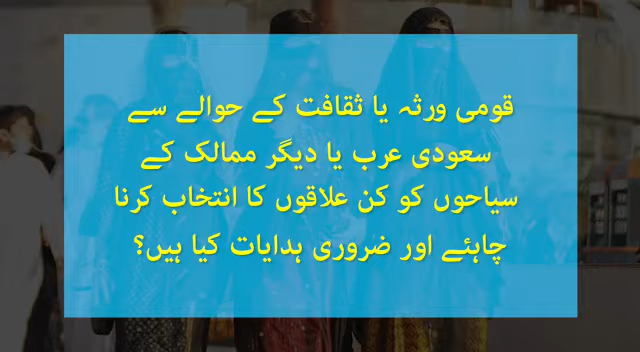 قومی ورثہ یا ثقافت کے حوالے سے
سعودی عرب یا دیگر ممالک کے
سیاحوں کو کن علاقوں کا انتخاب کرنا
چاہئے اور ضروری ہدایات کیا ہیں؟